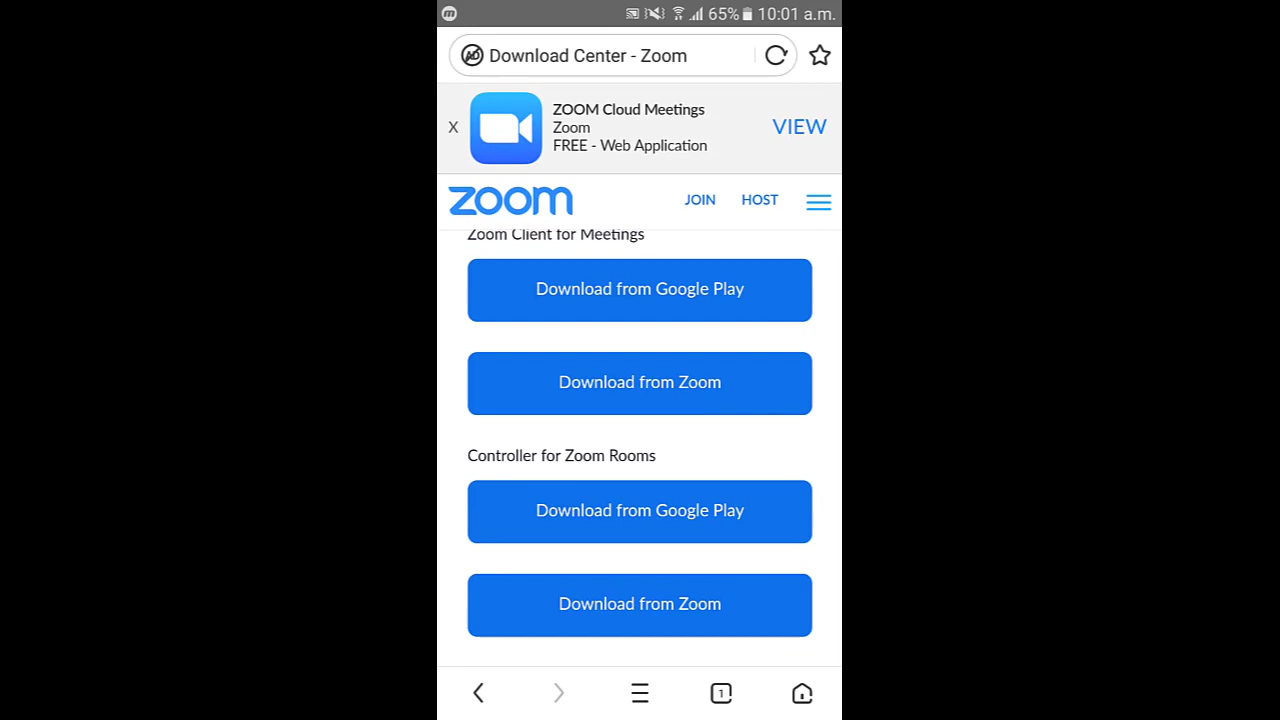 65% 10:01 a.m.
Download Center - Zoom
X
ZOOM Cloud Meetings
Zoom
FREE - Web Application
VIEW
zoom
JOIN HOST
Zoom Client for Meetings
Download from Google Play
Download from Zoom
Controller for Zoom Rooms
Download from Google Play
Download from Zoom
1